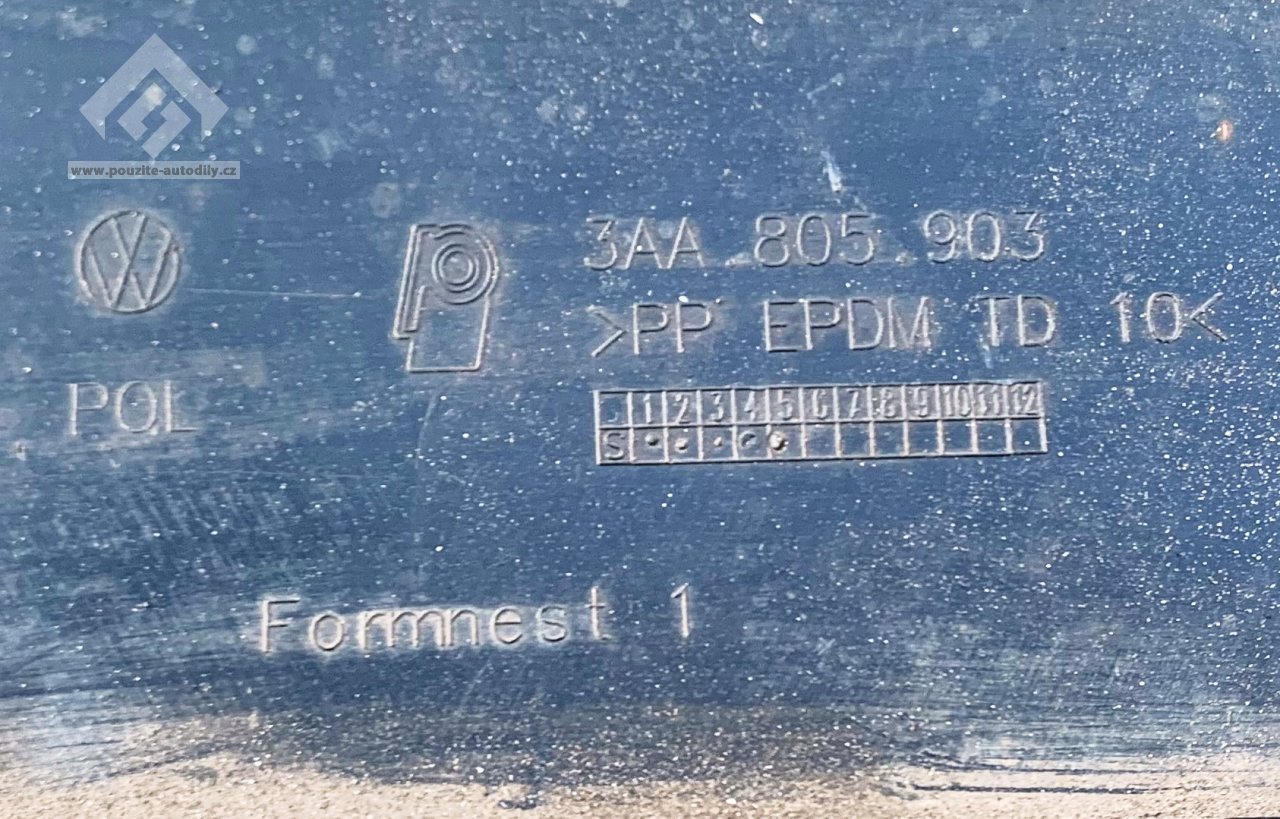 www.pouzite-autodily.cz
VW
3AA.805.903
>PP EPDM TD 10<
POL
1 2 3 4 5 6 7 8 9 10 11 12
S
Formnest 1